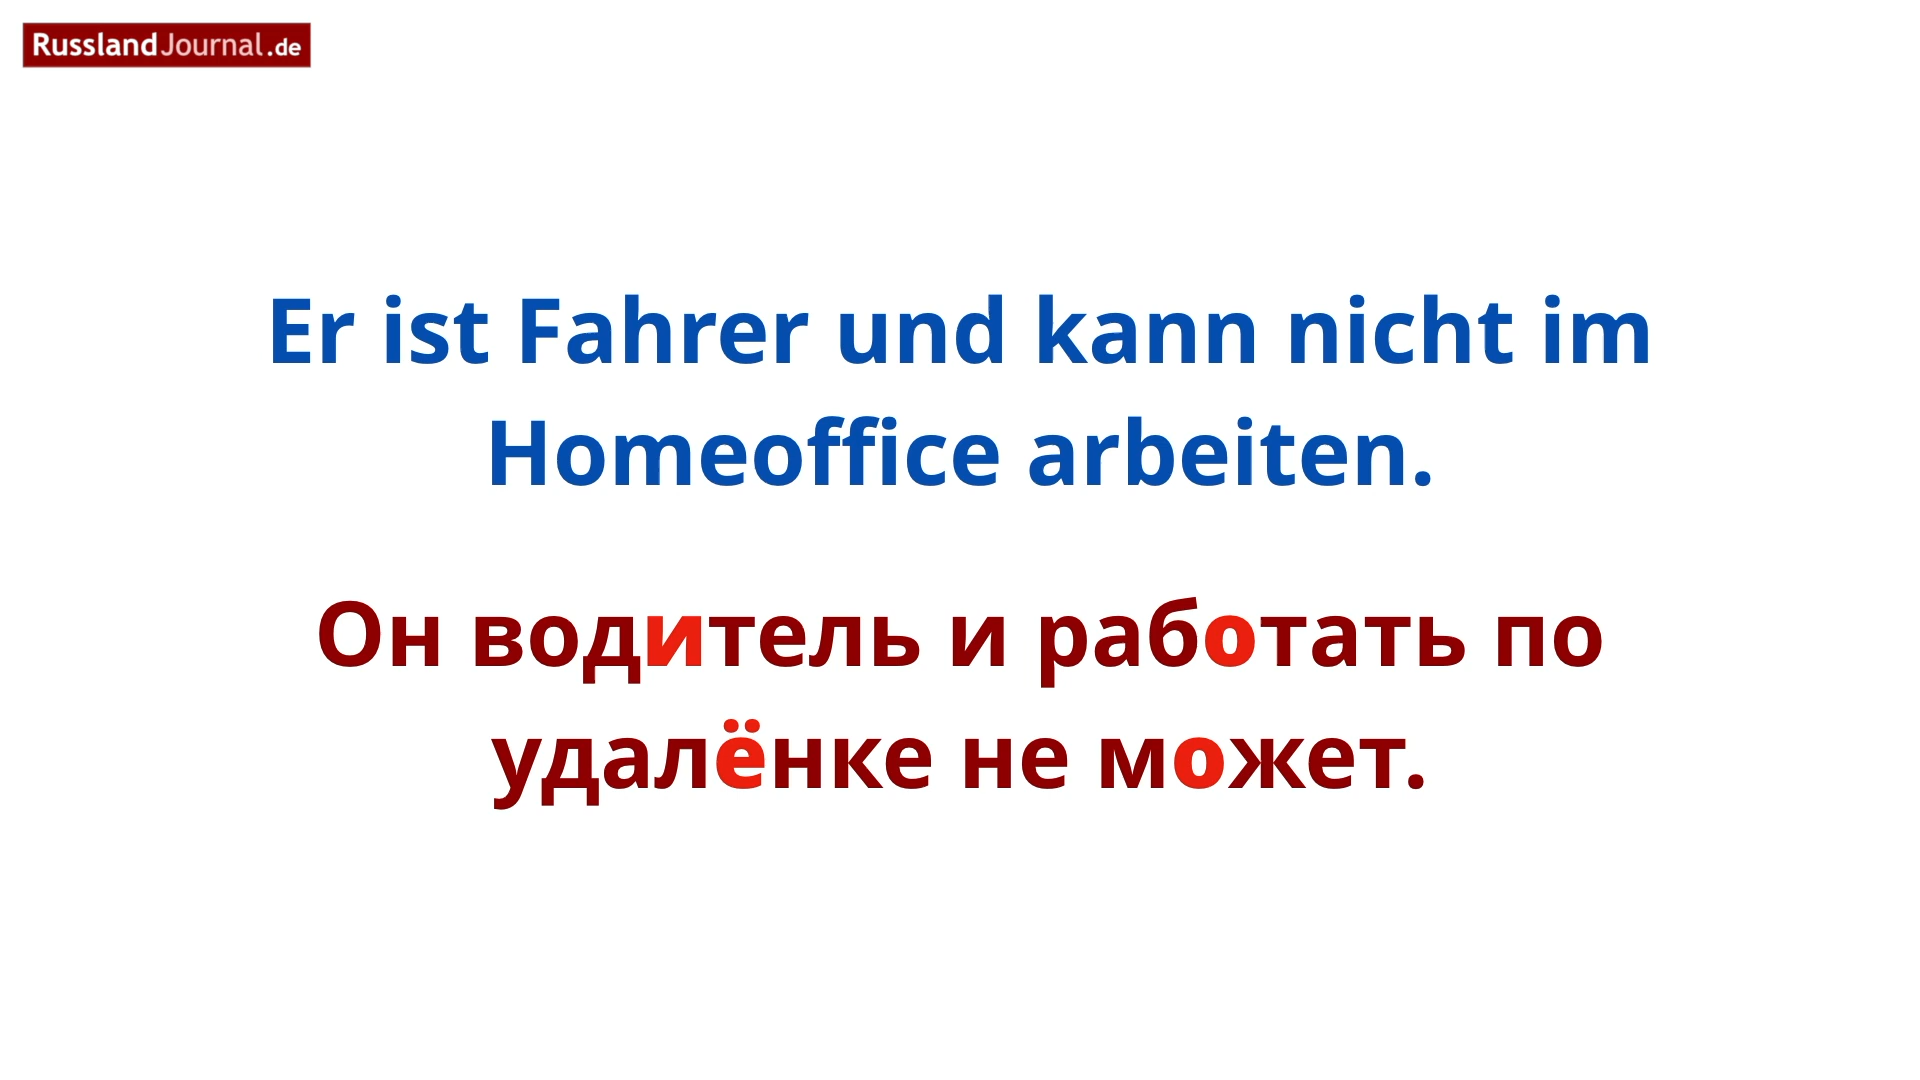 RusslandJournal.de
Er ist Fahrer und kann nicht im
Homeoffice arbeiten.
Он водитель и работать по
удалёнке не может.